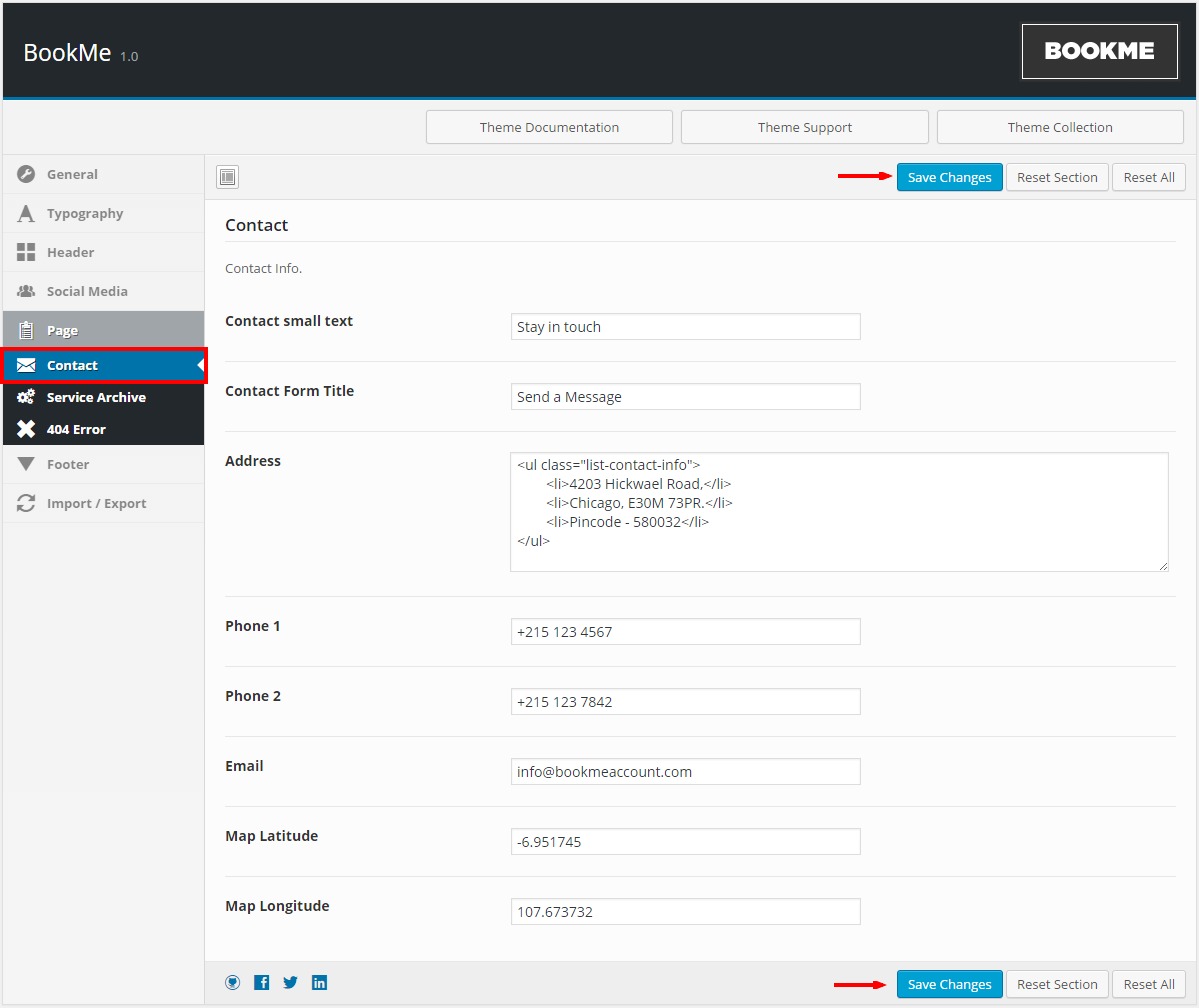 BookMe 1.0
BOOKME
Theme Documentation
Theme Support
Theme Collection
General
Typography
Header
Social Media
Page
Contact
Service Archive
404 Error
Footer
Import / Export
Save Changes
Reset Section
Reset All
Contact
Contact Info.
Contact small text
Stay in touch
Contact Form Title
Send a Message
Address
<ul class="list-contact-info">
<li>4203 Hickwael Road,</li>
<li>Chicago, E30M 73PR.</li>
<li>Pincode - 580032</li>
</ul>
Phone 1
+215 123 4567
Phone 2
+215 123 7842
Email
info@bookmeaccount.com
Map Latitude
-6.951745
Map Longitude
107.673732
Save Changes
Reset Section
Reset All